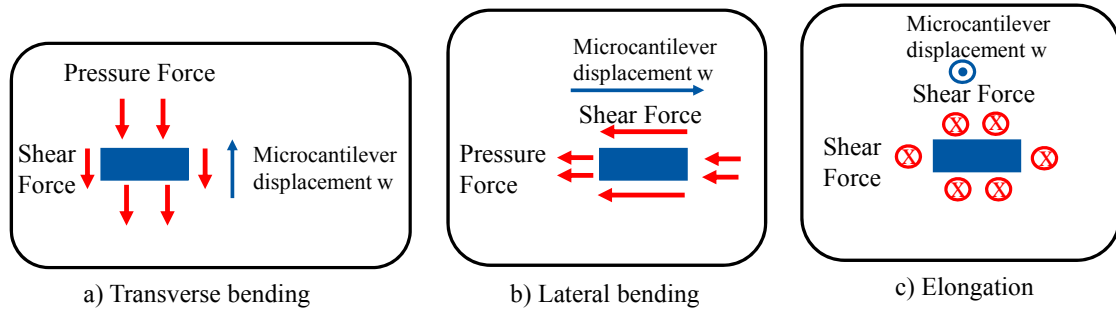 Pressure Force
Shear
Force
Microcantilever
displacement w
a) Transverse bending
Microcantilever
displacement w
Shear Force
Pressure
Force
b) Lateral bending
Microcantilever
displacement w
Shear Force
Shear
Force
X
X
X
X
X
X
c) Elongation